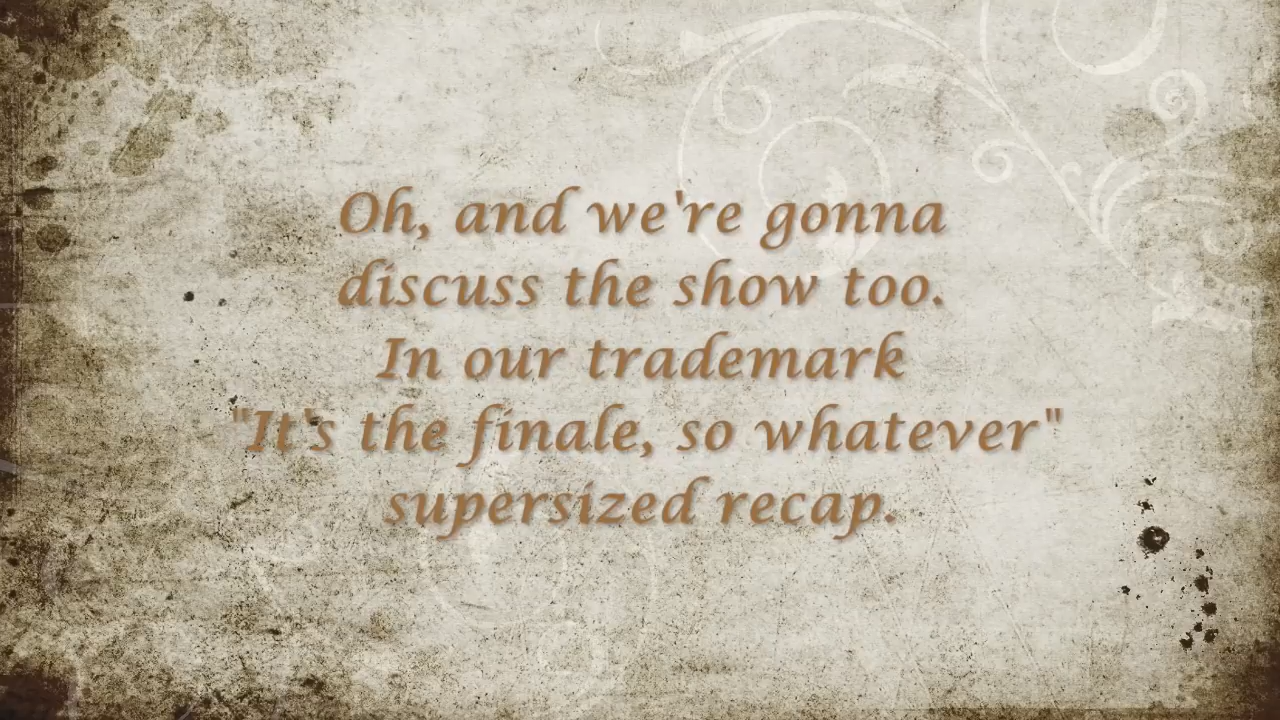 Oh, and we're gonna
discuss the show too.
In our trademark
"It's the finale, so whatever"
supersized recap.